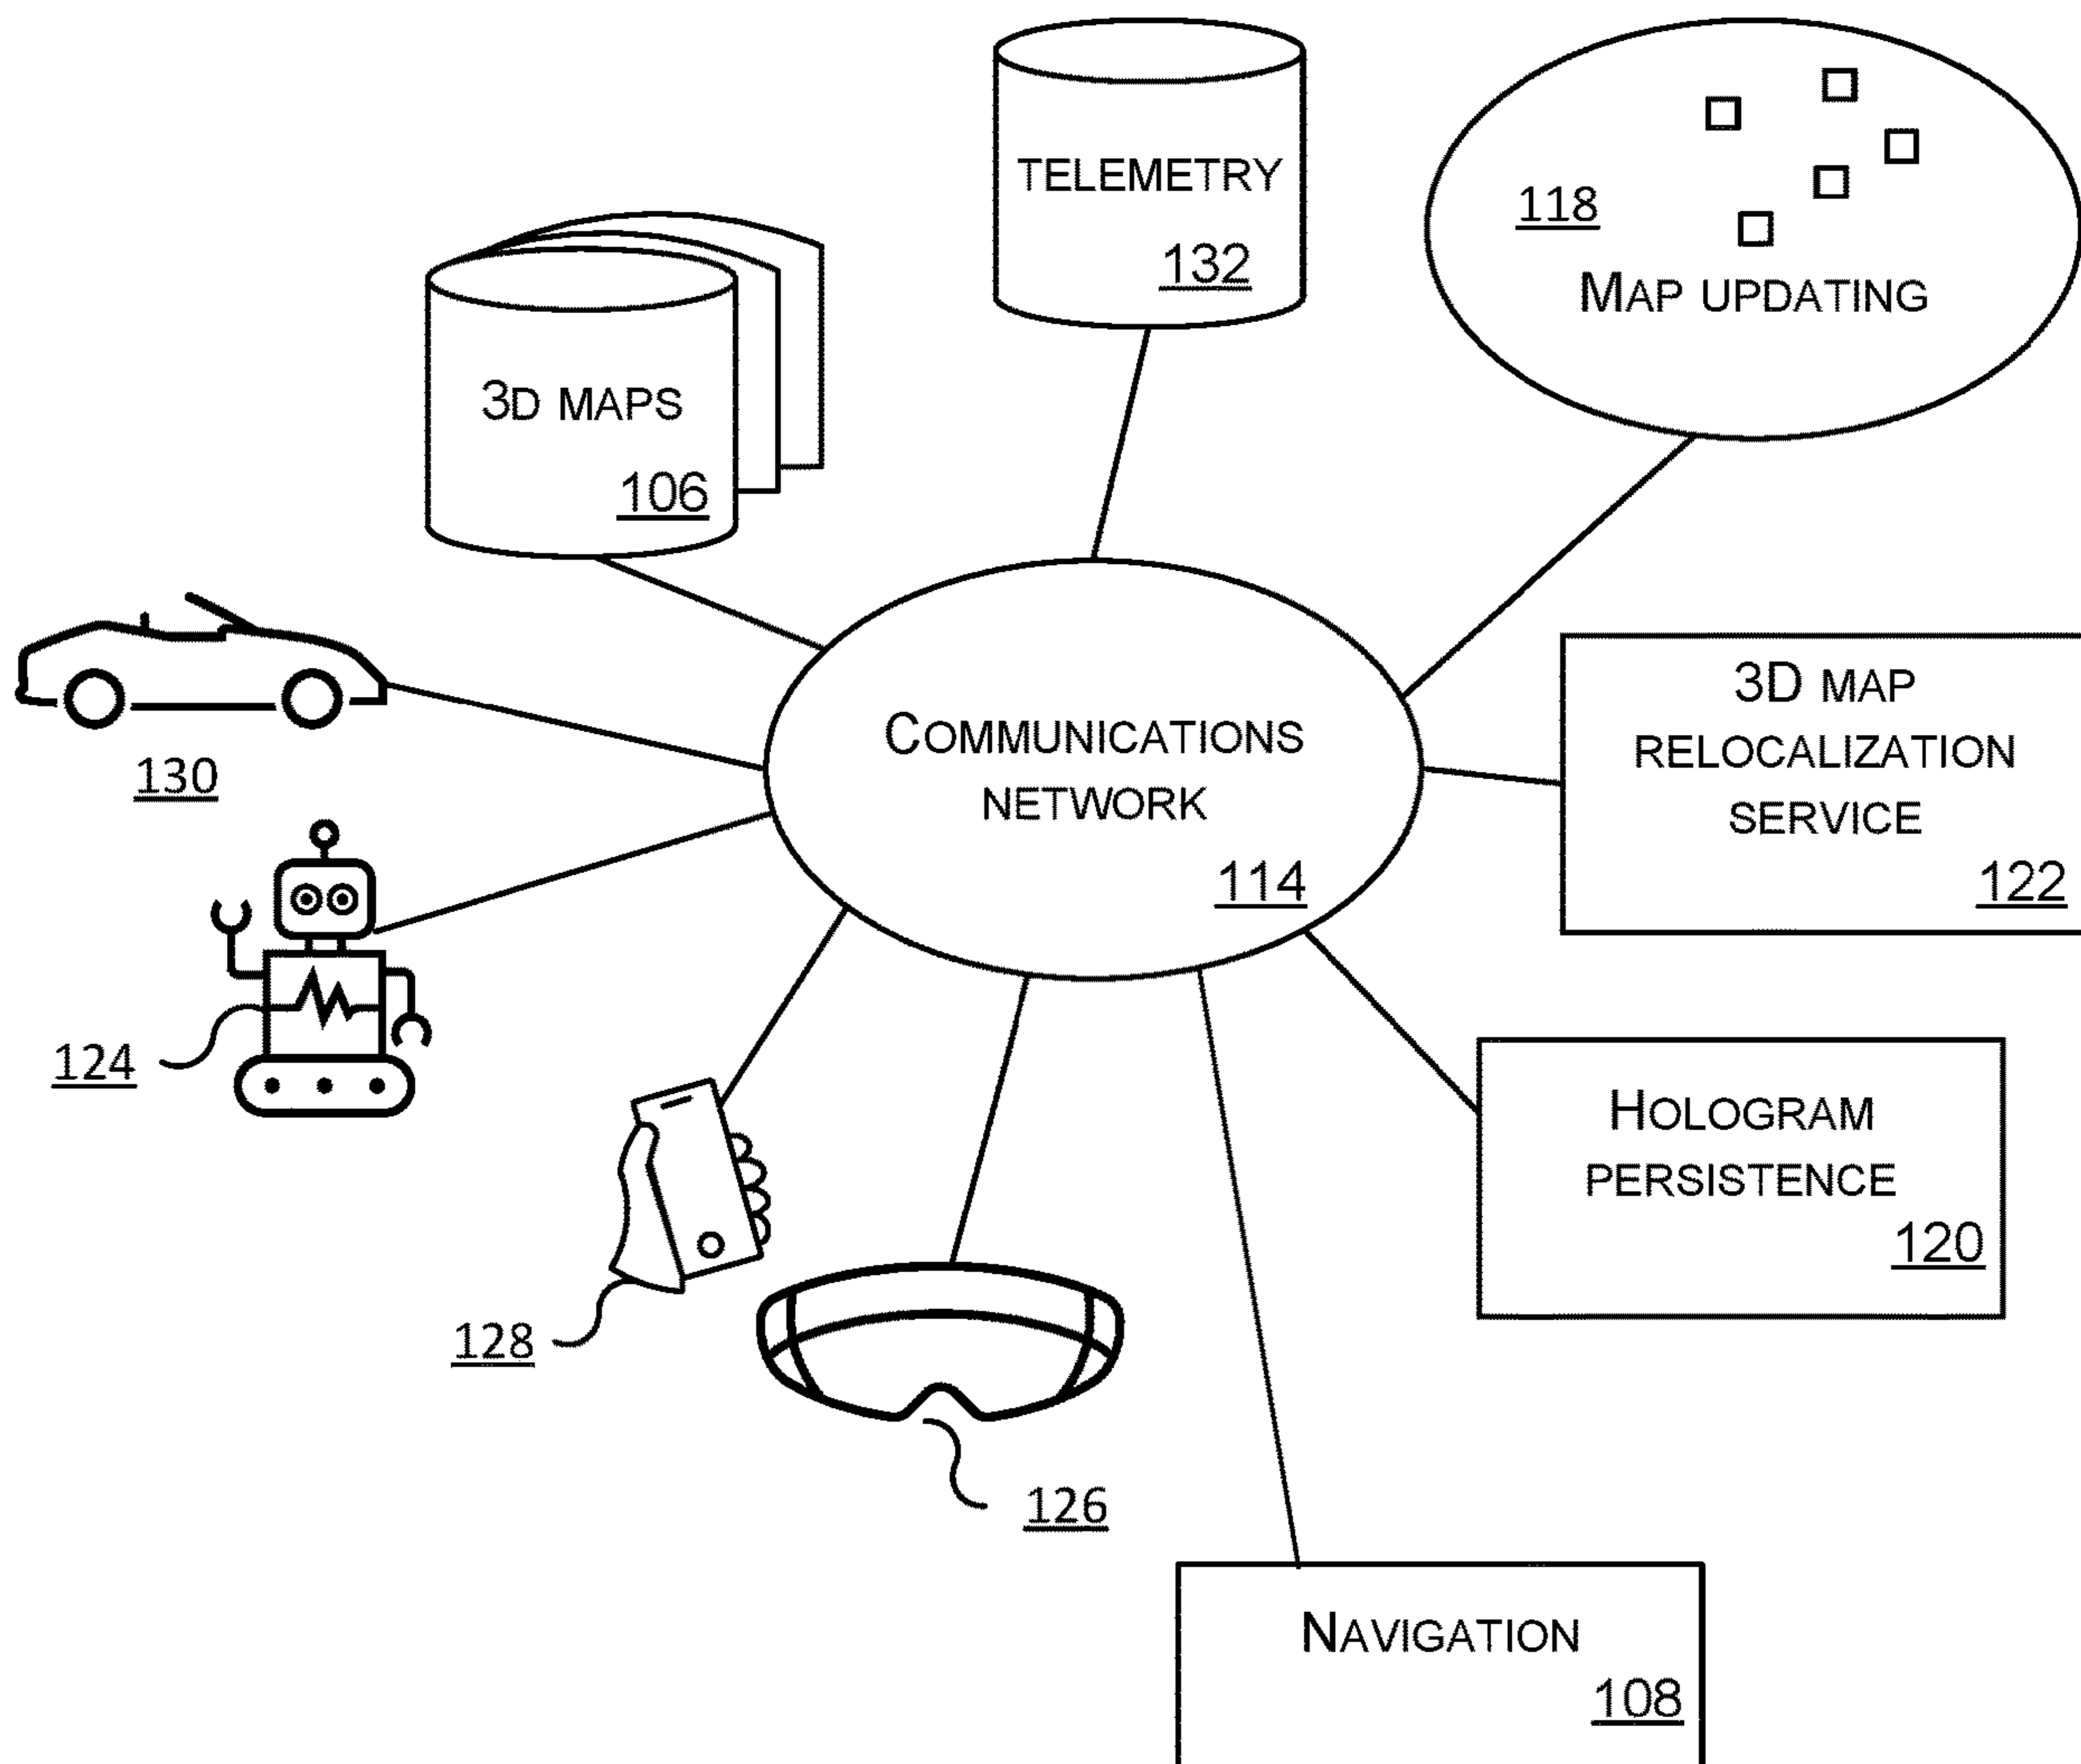 TELEMETRY
132
118
MAP UPDATING
3D MAPS
106
130
COMMUNICATIONS
NETWORK
114
3D MAP
RELOCALIZATION
SERVICE
122
124
HOLOGRAM
PERSISTENCE
120
128
126
NAVIGATION
108